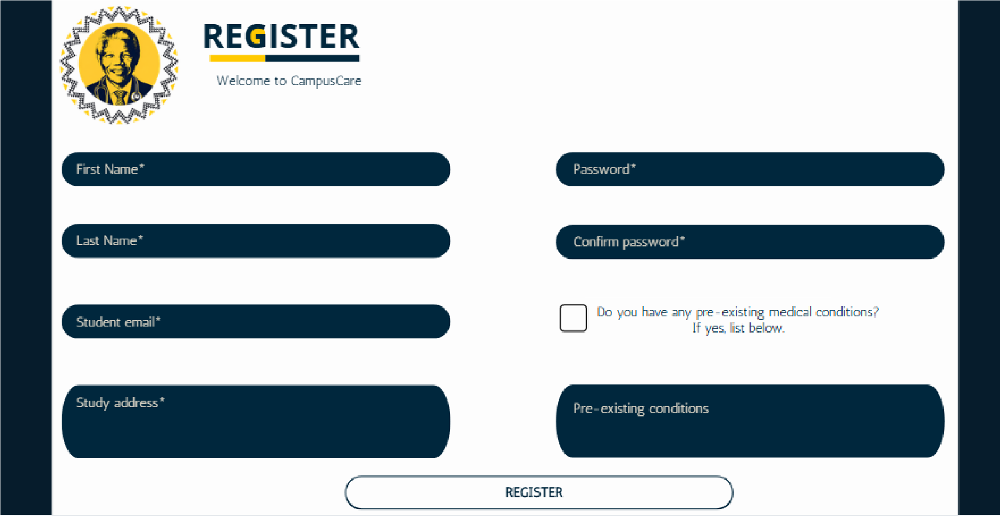 REGISTER
Welcome to CampusCare
First Name*
Password*
Last Name*
Confirm password*
Student email*
Do you have any pre-existing medical conditions?
If yes, list below.
Study address*
Pre-existing conditions
REGISTER